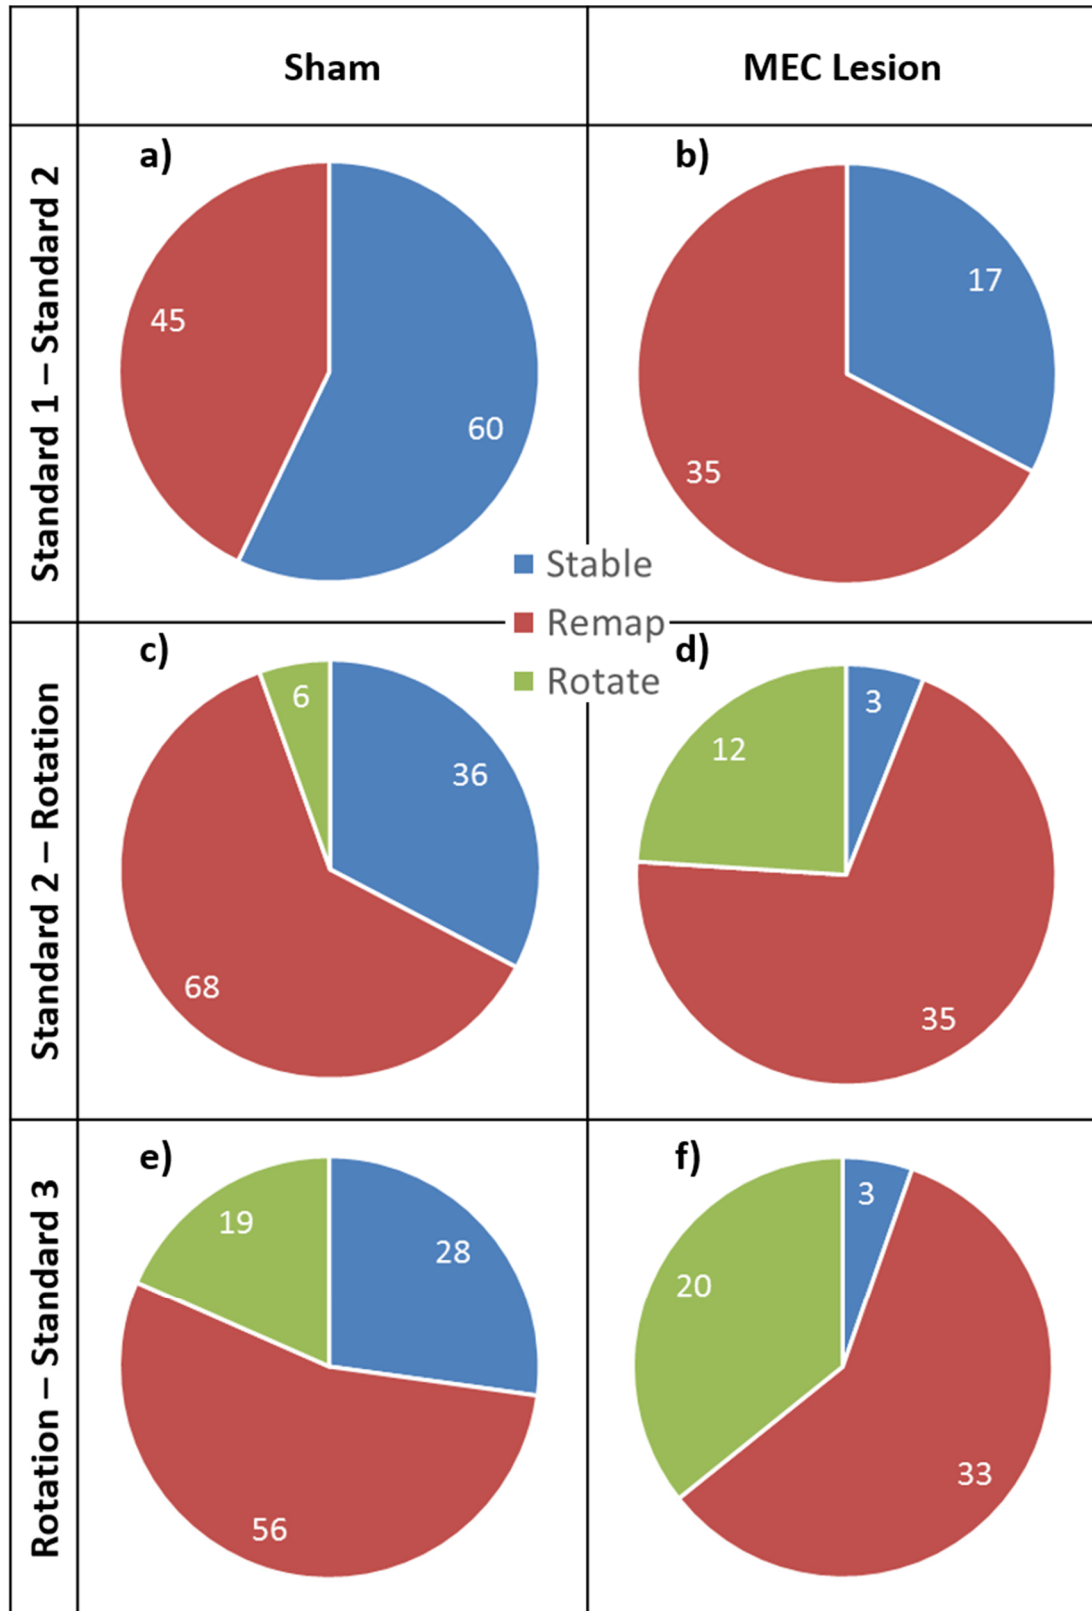 Sham
MEC Lesion
Standard 1 – Standard 2
a)
45
60
b)
17
35
Stable
Remap
Rotate
Standard 2 – Rotation
c)
6
36
68
d)
3
12
35
Rotation – Standard 3
e)
19
28
56
f)
3
20
33